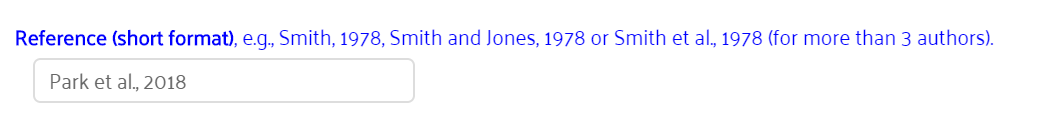 Reference (short format), e.g., Smith, 1978, Smith and Jones, 1978 or Smith et al., 1978 (for more than 3 authors).
Park et al., 2018